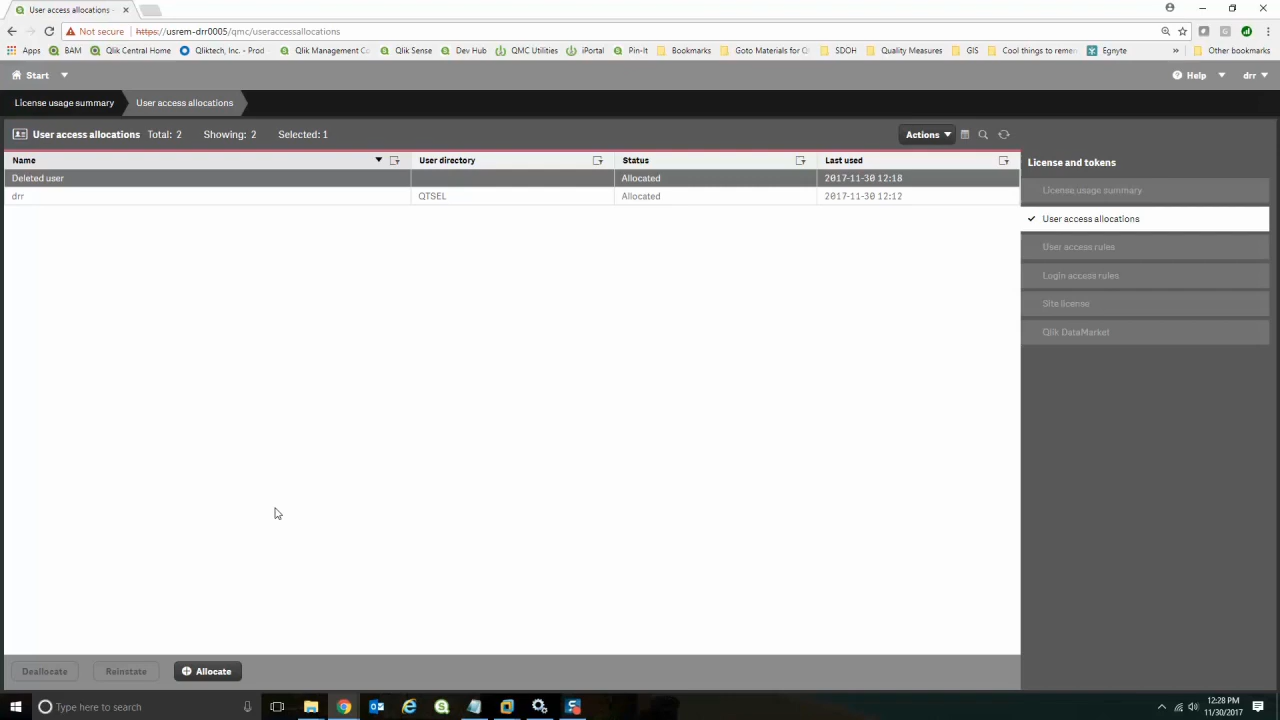 User access allocations -
Not secure https://usrem-drr0005/qmc/useraccessallocations
Apps BAM Qlik Central Home Qliktech, Inc. - Prod Qlik Management Co Qlik Sense Dev Hub QMC Utilities iPortal Pin-It Bookmarks Goto Materials for Q SDOH Quality Measures GIS Cool things to remem Egnyte » Other bookmarks
Start Help drr
License usage summary User access allocations
User access allocations Total: 2 Showing: 2 Selected: 1 Actions
Name User directory Status Last used
Deleted user Allocated 2017-11-30 12:18
drr QTSEL Allocated 2017-11-30 12:12
License and tokens
License usage summary
User access allocations
User access rules
Login access rules
Site license
Qlik DataMarket
Deallocate Reinstate Allocate
Type here to search
12:28 PM
11/30/2017